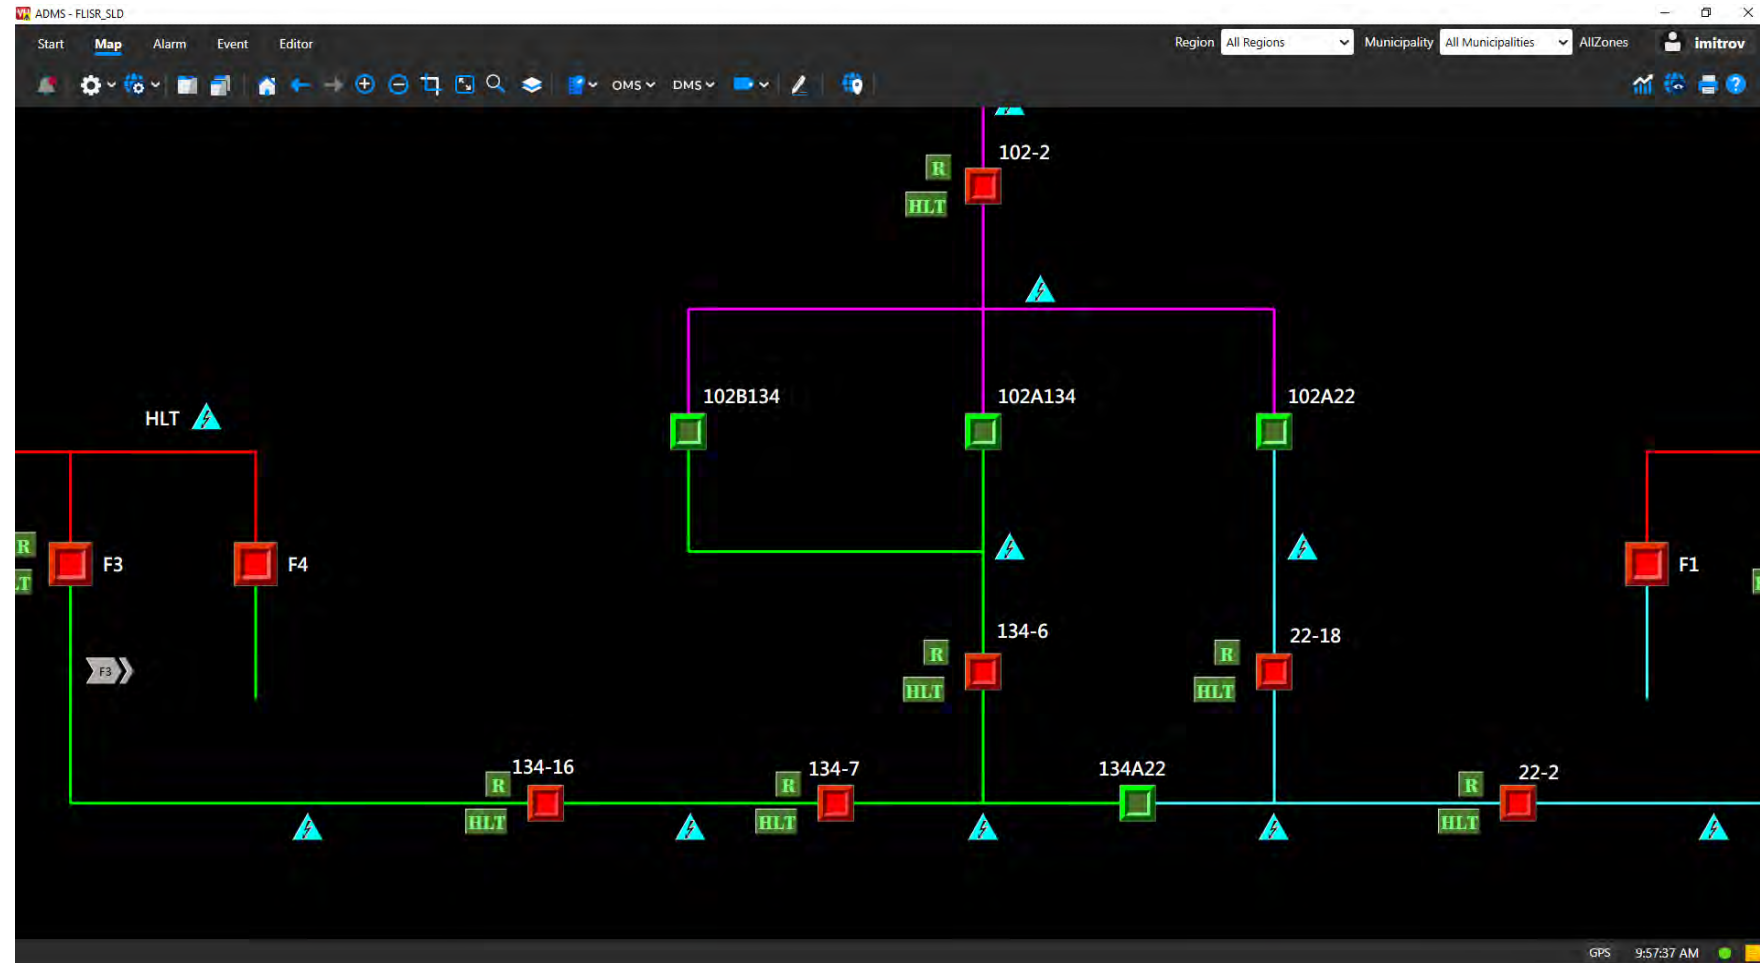 ADMS - FLISR_SLD
Start Map Alarm Event Editor
Region All Regions Municipality All Municipalities AllZones imitrov
OMS DMS
102-2
R
HLT
102B134 102A134 102A22
HLT
R
F3 F4 F1
134-6 22-18
R R
F3
HLT HLT
134-16 134-7 134A22 22-2
R R R
HLT HLT HLT
GPS 9:57:37 AM